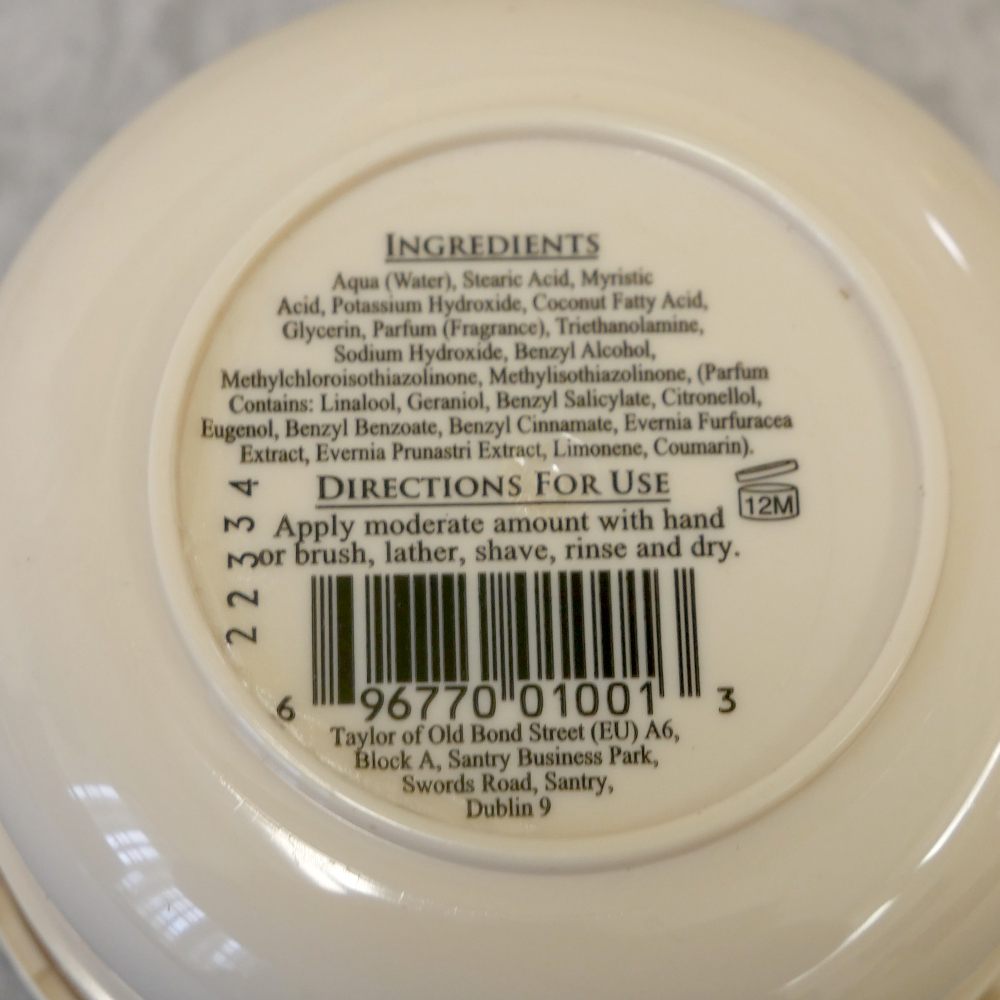 INGREDIENTS
Aqua (Water), Stearic Acid, Myristic
Acid, Potassium Hydroxide, Coconut Fatty Acid,
Glycerin, Parfum (Fragrance), Triethanolamine,
Sodium Hydroxide, Benzyl Alcohol,
Methylchloroisothiazolinone, Methylisothiazolinone, (Parfum
Contains: Linalool, Geraniol, Benzyl Salicylate, Citronellol,
Eugenol, Benzyl Benzoate, Benzyl Cinnamate, Evernia Furfuracea
Extract, Evernia Prunastri Extract, Limonene, Coumarin).
DIRECTIONS FOR USE
12M
Apply moderate amount with hand
or brush, lather, shave, rinse and dry.
22334
6 96770 01001 3
Taylor of Old Bond Street (EU) A6,
Block A, Santry Business Park,
Swords Road, Santry,
Dublin 9